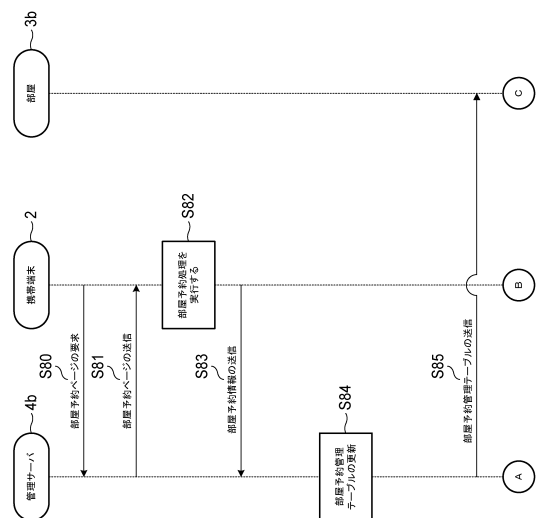 管理サーバ
4b
携帯端末
2
部屋
3b
S80
部屋予約ページの要求
S81
部屋予約ページの送信
S82
部屋予約処理を
実行する
S83
部屋予約情報の送信
S84
部屋予約管理
テーブルの更新
S85
部屋予約管理テーブルの送信
A
B
C